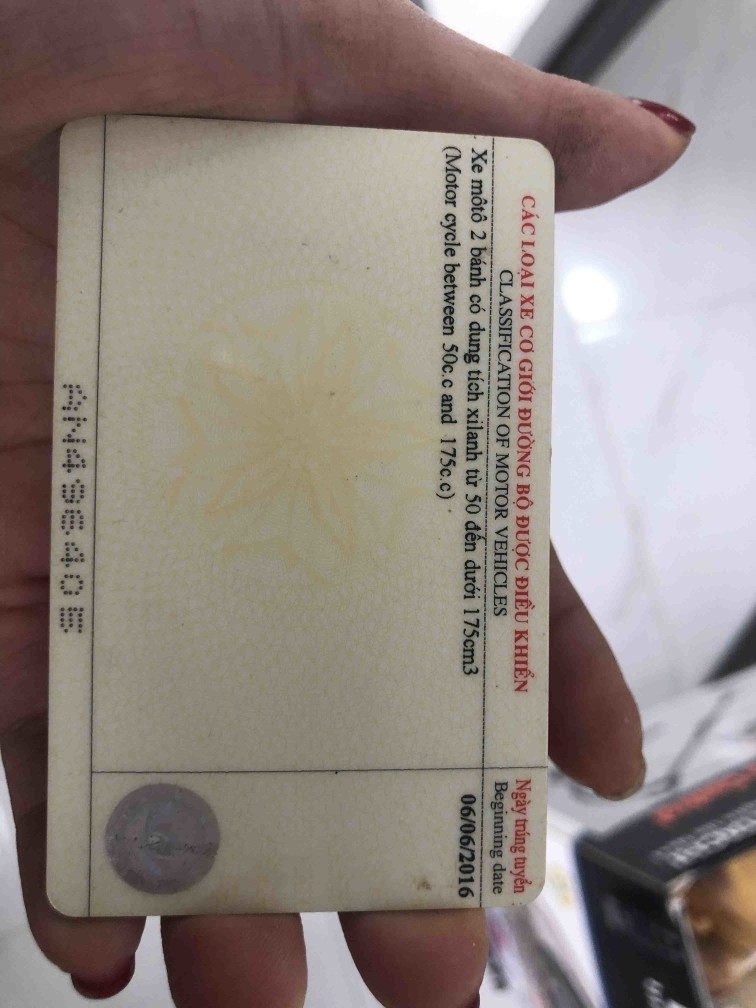 CÁC LOẠI XE CƠ GIỚI ĐƯỜNG BỘ ĐƯỢC ĐIỀU KHIỂN
CLASSIFICATION OF MOTOR VEHICLES
Ngày trúng tuyển
Beginning date
Xe môtô 2 bánh có dung tích xilanh từ 50 đến dưới 175cm3
(Motor cycle between 50c.c and 175c.c)
06/06/2016
AN496405